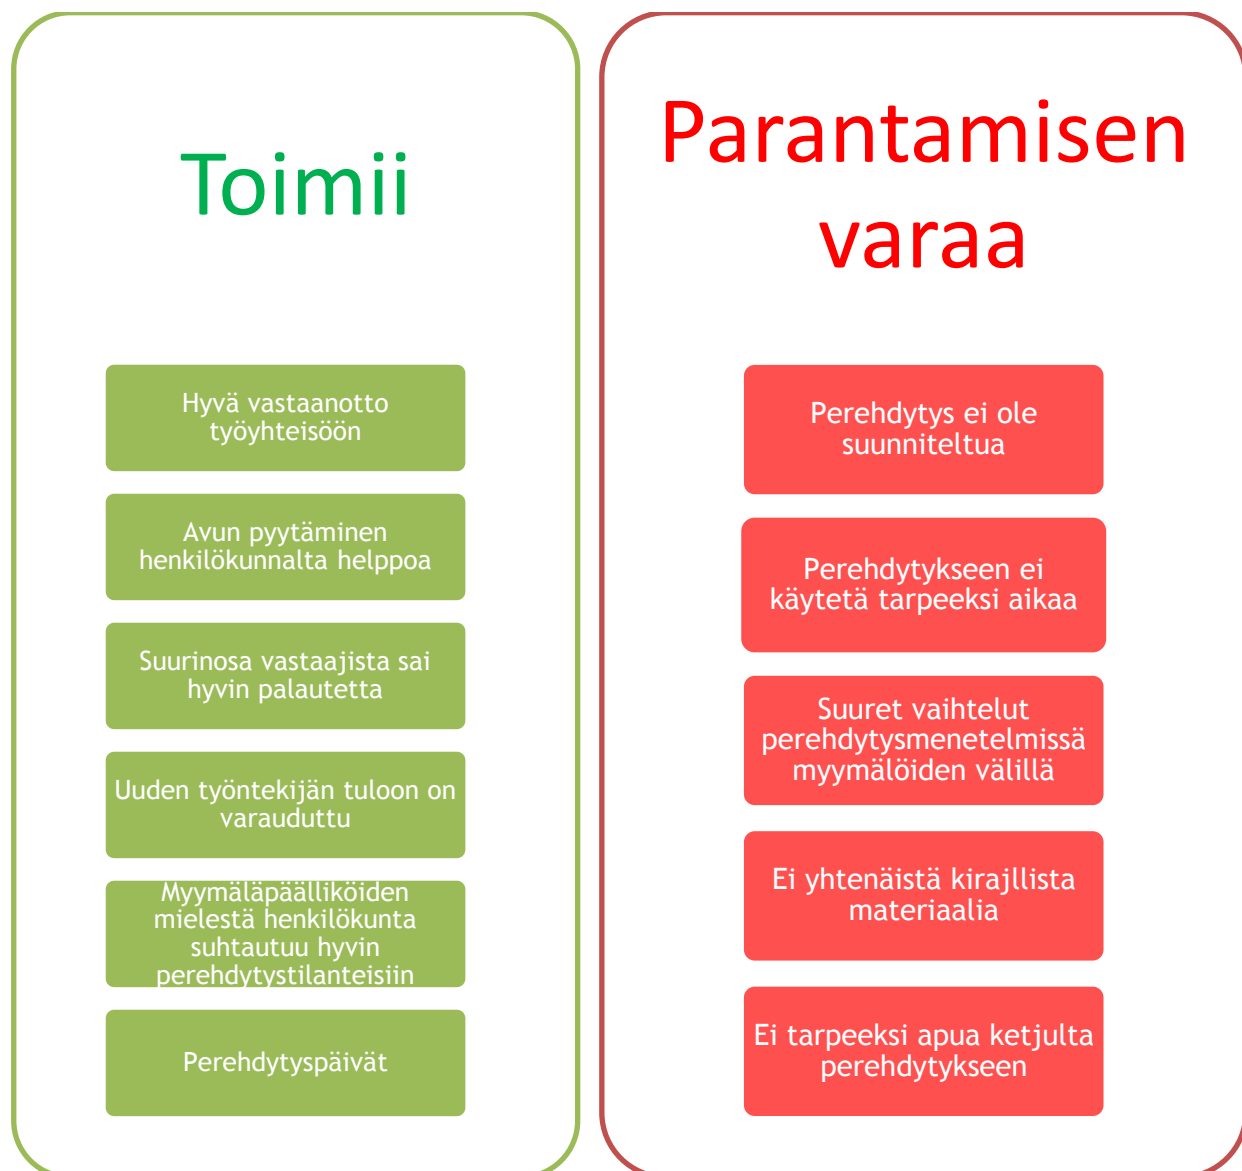 Toimii
Hyvä vastaanotto
työyhteisöön
Avun pyytäminen
henkilökunnalta helppoa
Suurinosa vastaajista sai
hyvin palautetta
Uuden työntekijän tuloon on
varauduttu
Myymäläpäälliköiden
mielestä henkilökunta
suhtautuu hyvin
perehdytystilanteisiin
Perehdytyspäivät
Parantamisen
varaa
Perehdytys ei ole
suunniteltua
Perehdytykseen ei
käytetä tarpeeksi aikaa
Suuret vaihtelut
perehdytysmenetelmissä
myymälöiden välillä
Ei yhtenäistä kirajllista
materiaalia
Ei tarpeeksi apua ketjulta
perehdytykseen